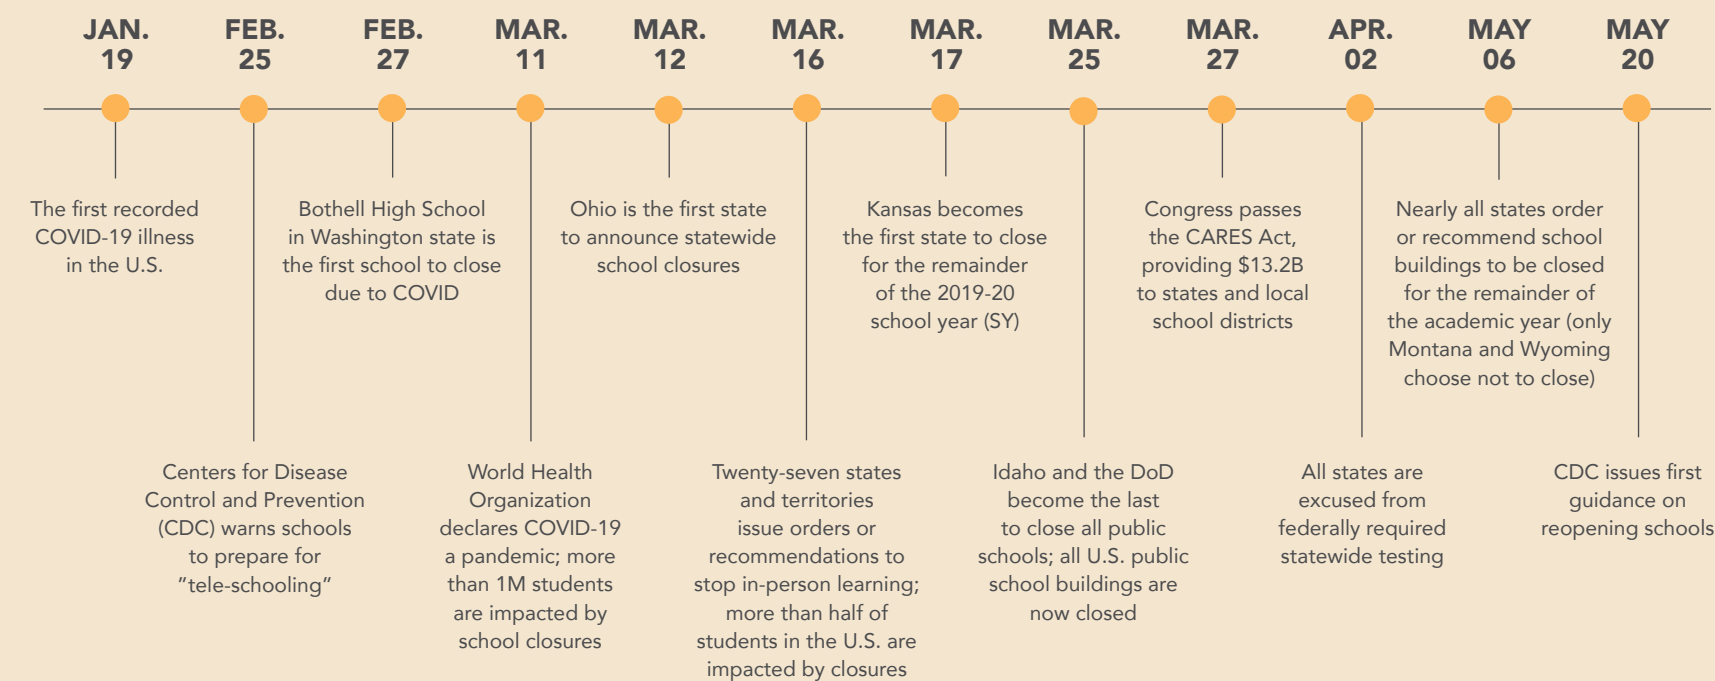 JAN.
19
The first recorded
COVID-19 illness
in the U.S.
FEB.
25
Centers for Disease
Control and Prevention
(CDC) warns schools
to prepare for
”tele-schooling”
FEB.
27
Bothell High School
in Washington state is
the first school to close
due to COVID
MAR.
11
World Health
Organization
declares COVID-19
a pandemic; more
than 1M students
are impacted by
school closures
MAR.
12
Ohio is the first state
to announce statewide
school closures
MAR.
16
Twenty-seven states
and territories
issue orders or
recommendations to
stop in-person learning;
more than half of
students in the U.S. are
impacted by closures
MAR.
17
Kansas becomes
the first state to close
for the remainder
of the 2019-20
school year (SY)
MAR.
25
Idaho and the DoD
become the last
to close all public
schools; all U.S. public
school buildings are
now closed
MAR.
27
Congress passes
the CARES Act,
providing $13.2B
to states and local
school districts
APR.
02
All states are
excused from
federally required
statewide testing
MAY
06
Nearly all states order
or recommend school
buildings to be closed
for the remainder of
the academic year (only
Montana and Wyoming
choose not to close)
MAY
20
CDC issues first
guidance on
reopening schools